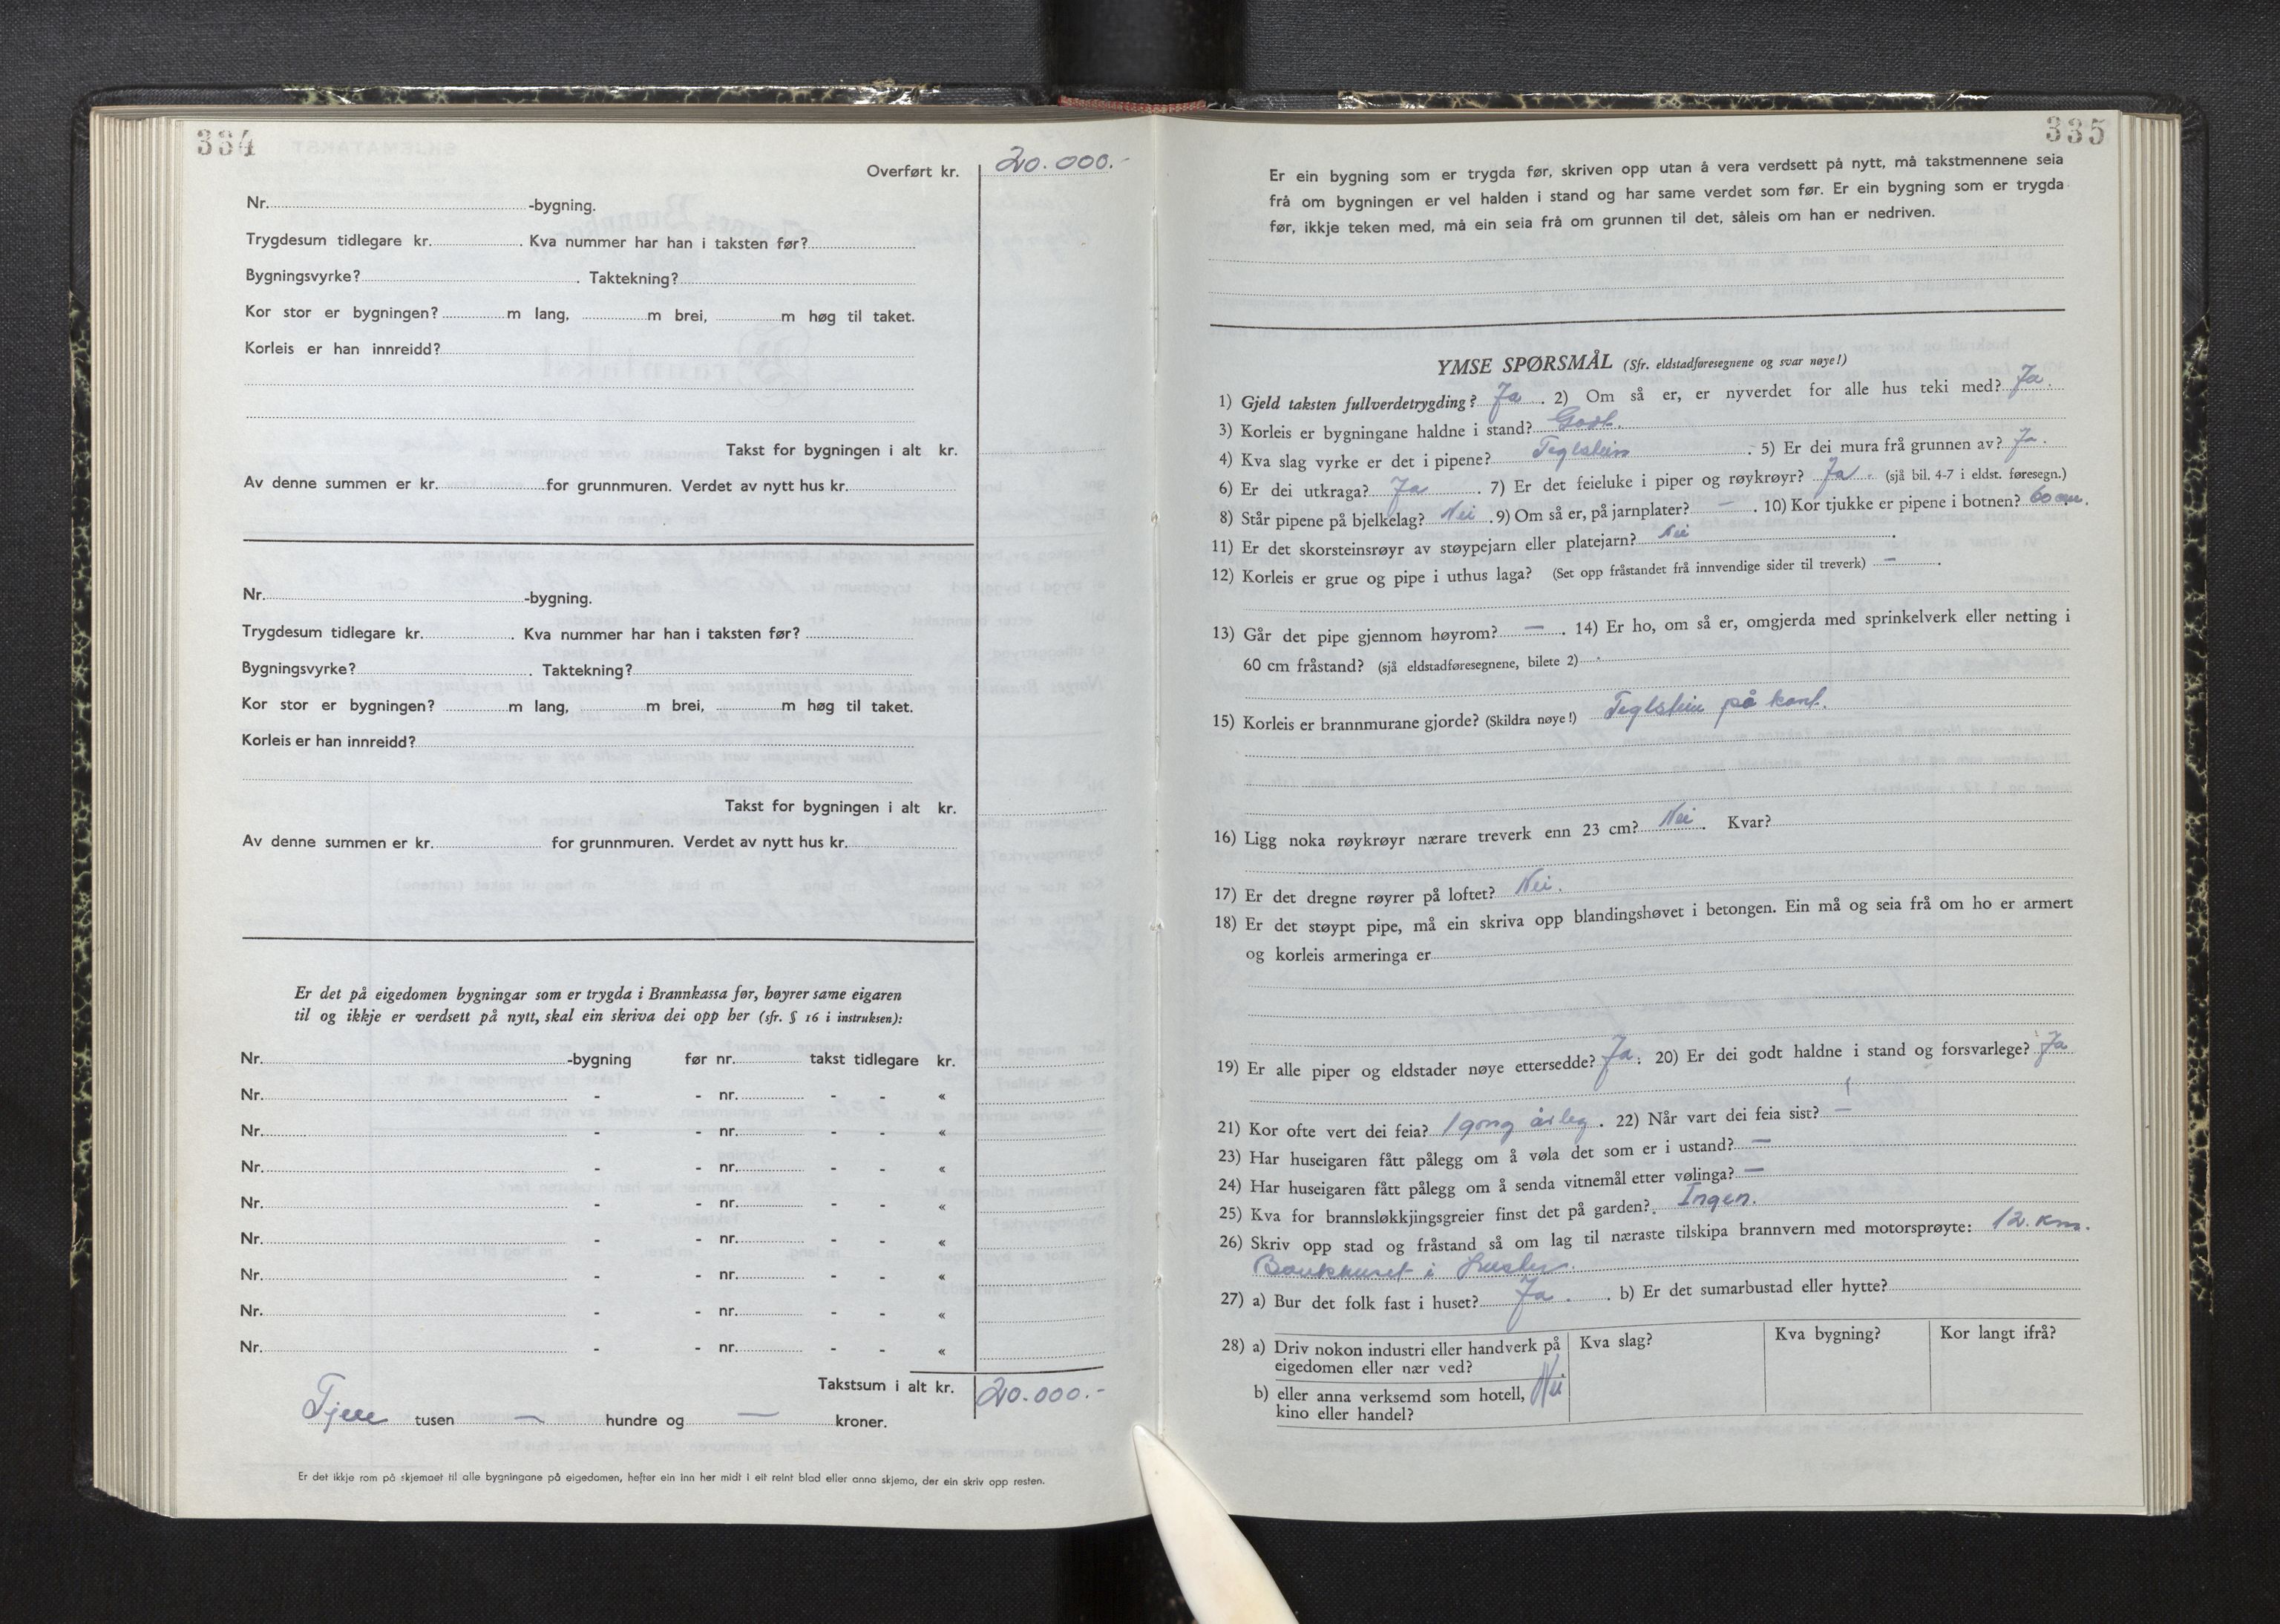 334
Overført kr. 20.000.-
Nr. -bygning.
Trygdesum tidlegare kr. . Kva nummer har han i taksten før?
Bygningsvyrke? . Taktekning?
Kor stor er bygningen? m lang, m brei, m høg til taket.
Korleis er han innreidd?
Takst for bygningen i alt kr.
Av denne summen er kr. for grunnmuren. Verdet av nytt hus kr.
Nr. -bygning.
Trygdesum tidlegare kr. . Kva nummer har han i taksten før?
Bygningsvyrke? . Taktekning?
Kor stor er bygningen? m lang, m brei, m høg til taket.
Korleis er han innreidd?
Takst for bygningen i alt kr.
Av denne summen er kr. for grunnmuren. Verdet av nytt hus kr.
Er det på eigedomen bygningar som er trygda i Brannkassa før, høyrer same eigaren
til og ikkje er verdsett på nytt, skal ein skriva dei opp her (sfr. § 16 i instruksen):
Nr. -bygning før nr. takst tidlegare kr.
Nr. - - nr. - - «
Nr. - - nr. - - «
Nr. - - nr. - - «
Nr. - - nr. - - «
Nr. - - nr. - - «
Nr. - - nr. - - «
Nr. - - nr. - - «
Nr. - - nr. - - «
Takstsum i alt kr. 20.000.-
Tjue tusen — hundre og — kroner.
Er det ikkje rom på skjemaet til alle bygningane på eigedomen, hefter ein inn her midt i eit reint blad eller anna skjema, der ein skriv opp resten.
335
Er ein bygning som er trygda før, skriven opp utan å vera verdsett på nytt, må takstmennene seia
frå om bygningen er vel halden i stand og har same verdet som før. Er ein bygning som er trygda
før, ikkje teken med, må ein seia frå om grunnen til det, såleis om han er nedriven.
YMSE SPØRSMÅL (Sfr. eldstadføresegnene og svar nøye!)
1) Gjeld taksten fullverdetrygding? Ja . 2) Om så er, er nyverdet for alle hus teki med? Ja.
3) Korleis er bygningane haldne i stand? Godt.
4) Kva slag vyrke er det i pipene? Teglstein . 5) Er dei mura frå grunnen av? Ja.
6) Er dei utkraga? Ja . 7) Er det feieluke i piper og røykrøyr? Ja . (sjå bil. 4-7 i eldst. føresegn.)
8) Står pipene på bjelkelag? Nei . 9) Om så er, på jarnplater? — . 10) Kor tjukke er pipene i botnen? 60 cm.
11) Er det skorsteinsrøyr av støypejarn eller platejarn? Nei .
12) Korleis er grue og pipe i uthus laga? (Set opp fråstandet frå innvendige sider til treverk) — .
13) Går det pipe gjennom høyrom? — . 14) Er ho, om så er, omgjerda med sprinkelverk eller netting i
60 cm fråstand? (sjå eldstadføresegnene, bilete 2)
15) Korleis er brannmurane gjorde? (Skildra nøye!) Teglstein på kant.
16) Ligg noka røykrøyr nærare treverk enn 23 cm? Nei . Kvar?
17) Er det dregne røyrer på loftet? Nei.
18) Er det støypt pipe, må ein skriva opp blandingshøvet i betongen. Ein må og seia frå om ho er armert
og korleis armeringa er
19) Er alle piper og eldstader nøye ettersedde? Ja . 20) Er dei godt haldne i stand og forsvarlege? Ja
21) Kor ofte vert dei feia? 1 gong årleg . 22) Når vart dei feia sist? —
23) Har huseigaren fått pålegg om å vøla det som er i ustand? —
24) Har huseigaren fått pålegg om å senda vitnemål etter vølinga? —
25) Kva for brannsløkkjingsgreier finst det på garden? Ingen.
26) Skriv opp stad og fråstand så om lag til næraste tilskipa brannvern med motorsprøyte: 12. km.
i
27) a) Bur det folk fast i huset? Ja . b) Er det sumarbustad eller hytte?
28) a) Driv nokon industri eller handverk på
eigedomen eller nær ved?
Kva slag?
Kva bygning?
Kor langt ifrå?
b) eller anna verksemd som hotell, Nei
kino eller handel?